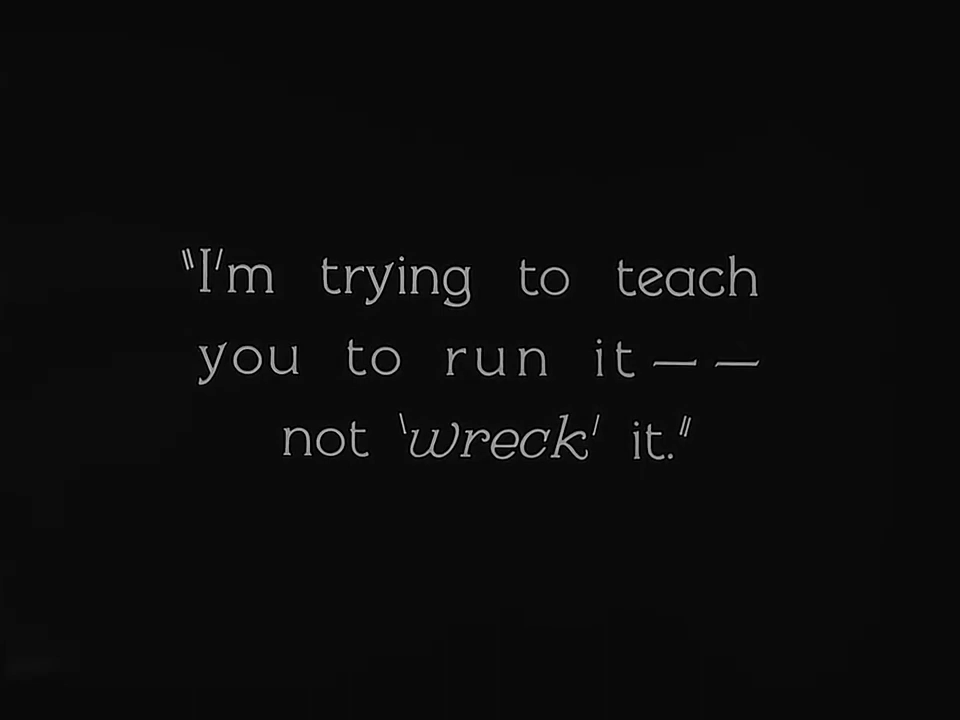 "I'm trying to teach
you to run it — —
not 'wreck' it."